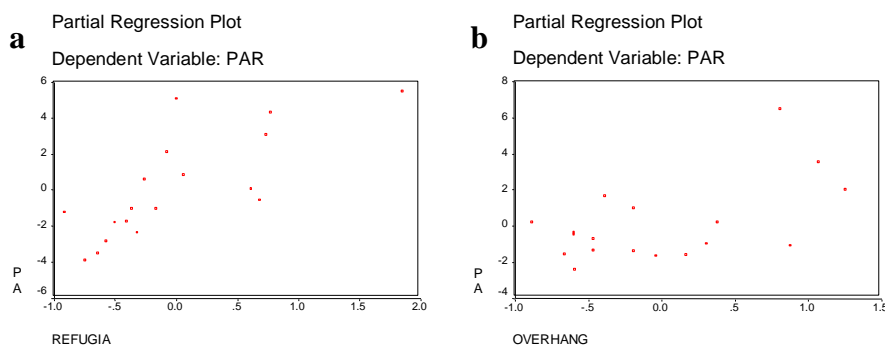 a
Partial Regression Plot
Dependent Variable: PAR
6
4
2
0
-2
-4
-6
P
A
-1.0 -.5 0.0 .5 1.0 1.5 2.0
REFUGIA
b
Partial Regression Plot
Dependent Variable: PAR
8
6
4
2
0
-2
-4
P
A
-1.0 -.5 0.0 .5 1.0 1.5
OVERHANG